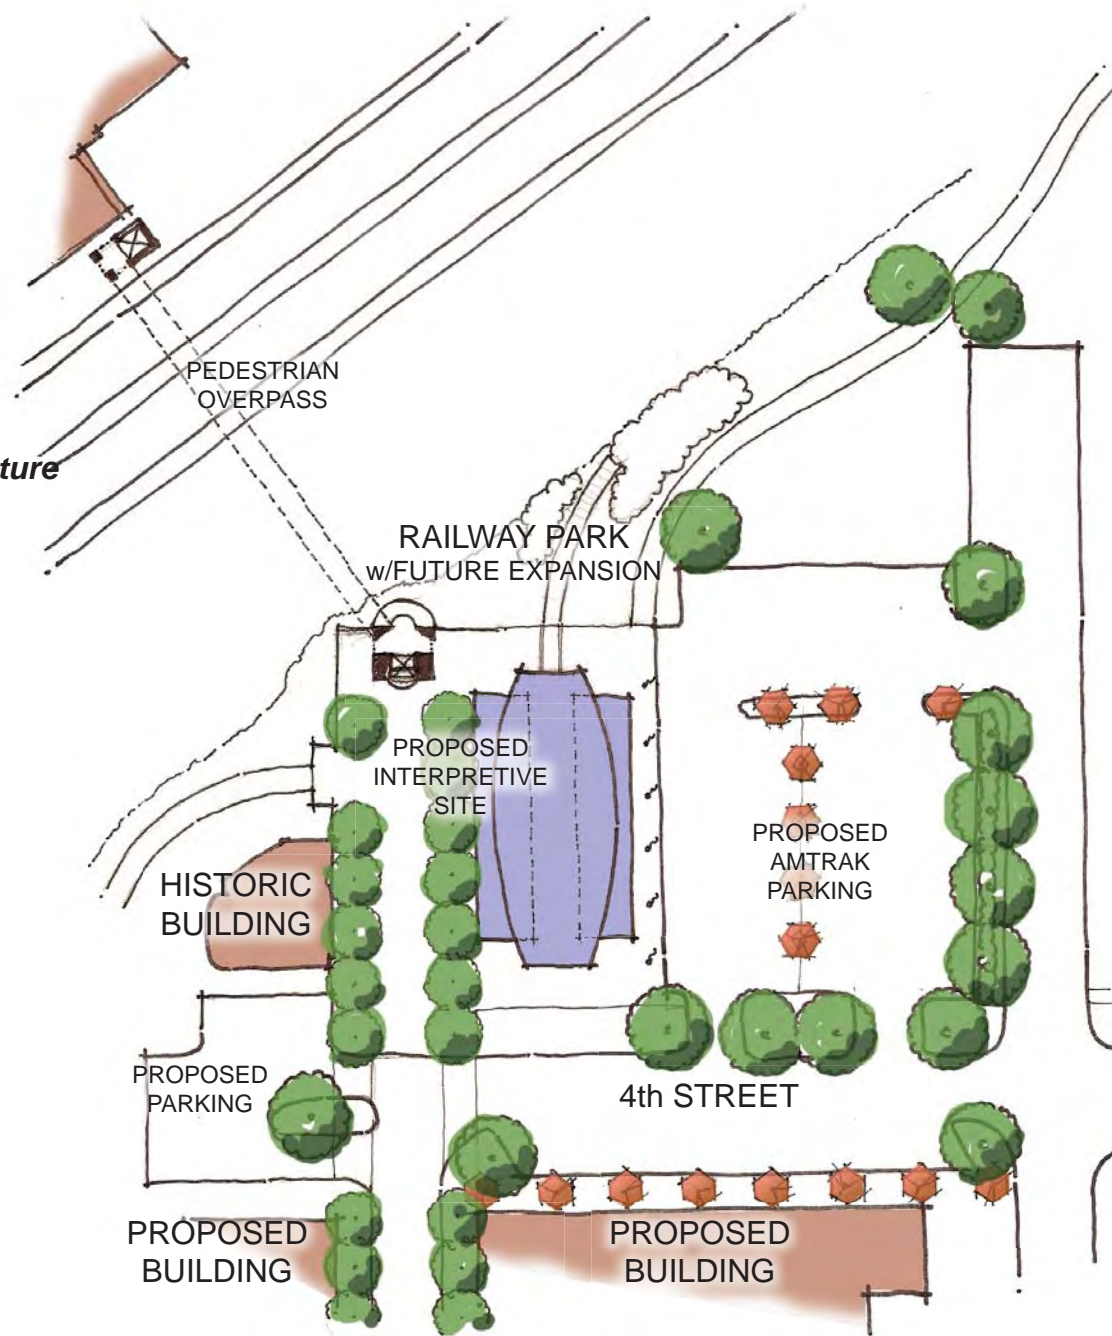 PEDESTRIAN
OVERPASS
ture
RAILWAY PARK
w/FUTURE EXPANSION
PROPOSED
INTERPRETIVE
SITE
PROPOSED
AMTRAK
PARKING
HISTORIC
BUILDING
PROPOSED
PARKING
4th STREET
PROPOSED
BUILDING
PROPOSED
BUILDING